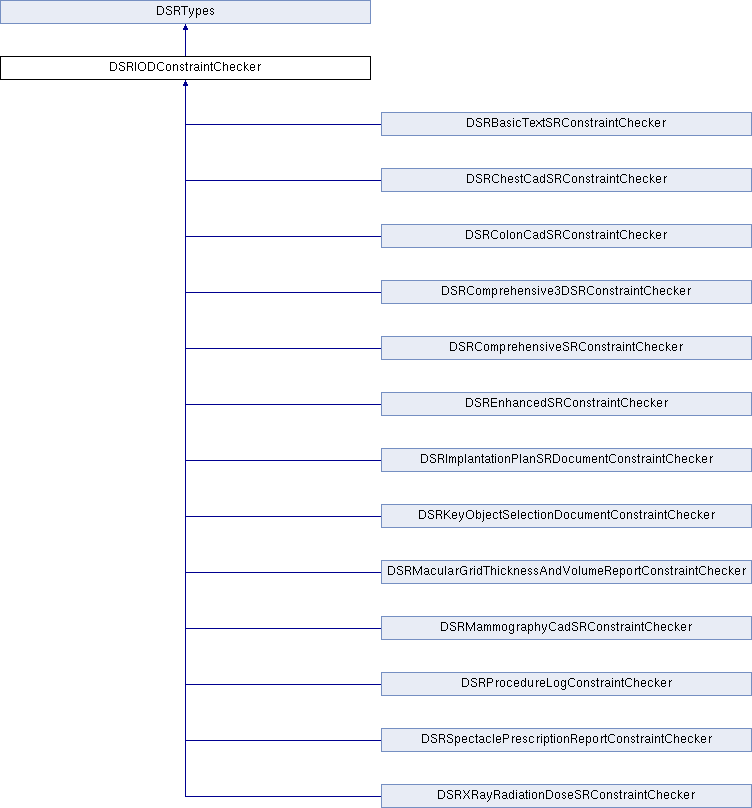 DSRTypes
DSRIODConstraintChecker
DSRBasicTextSRConstraintChecker
DSRChestCadSRConstraintChecker
DSRColonCadSRConstraintChecker
DSRComprehensive3DSRConstraintChecker
DSRComprehensiveSRConstraintChecker
DSREnhancedSRConstraintChecker
DSRImplantationPlanSRDocumentConstraintChecker
DSRKeyObjectSelectionDocumentConstraintChecker
DSRMacularGridThicknessAndVolumeReportConstraintChecker
DSRMammographyCadSRConstraintChecker
DSRProcedureLogConstraintChecker
DSRSpectaclePrescriptionReportConstraintChecker
DSRXRayRadiationDoseSRConstraintChecker